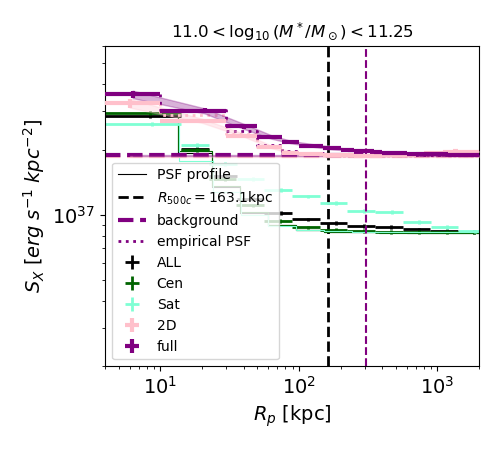 11.0 < log₁₀ (M*/M⊙) < 11.25
S_X [erg s⁻¹ kpc⁻²]
10³⁷
PSF profile
R₅₀₀c = 163.1kpc
background
empirical PSF
ALL
Cen
Sat
2D
full
10¹ 10² 10³
R_p [kpc]